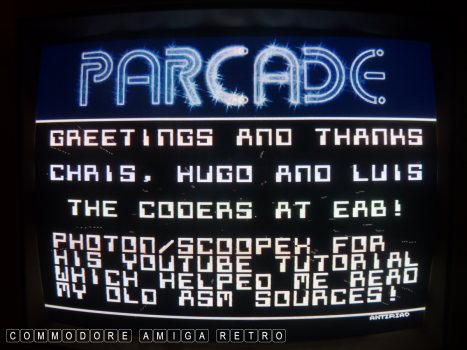 PARCADE
GREETINGS AND THANKS
CHRIS, HUGO AND LUIS
THE CODERS AT EAB!
PHOTON/SCOOPEX FOR
HIS YOUTUBE TUTORIAL
WHICH HELPED ME READ
MY OLD ASM SOURCES!
ANTIRIAD
COMMODORE AMIGA RETRO